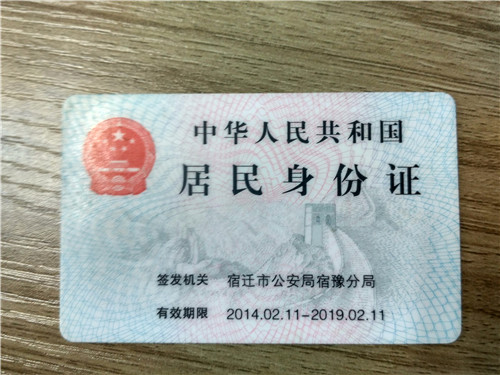 中华人民共和国
居民身份证
签发机关 宿迁市公安局宿豫分局
有效期限 2014.02.11-2019.02.11